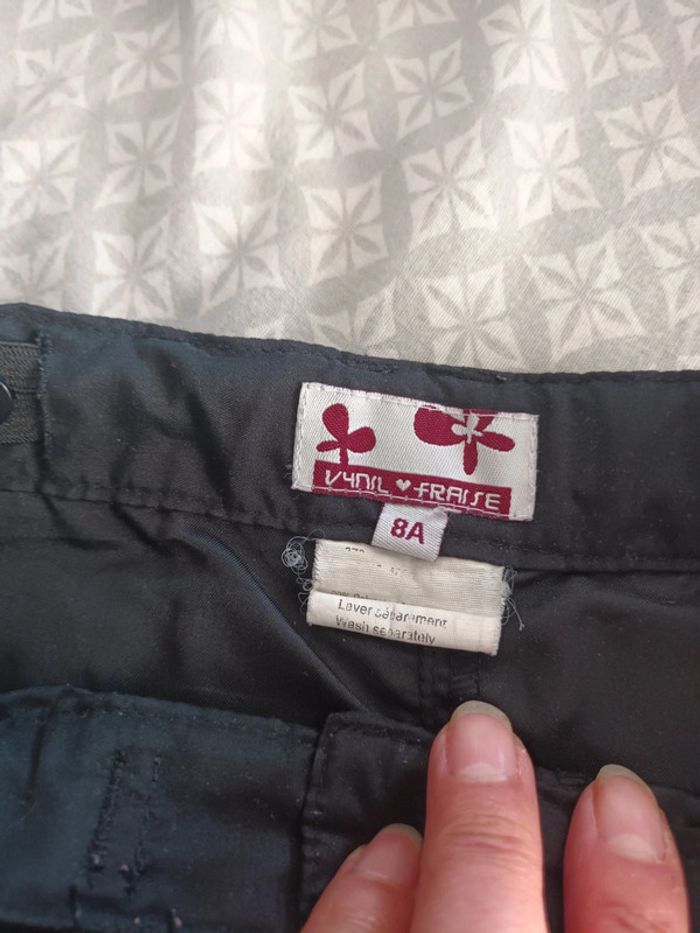 VYNIL ♥ FRAISE
8A
Laver séparément
Wash separately